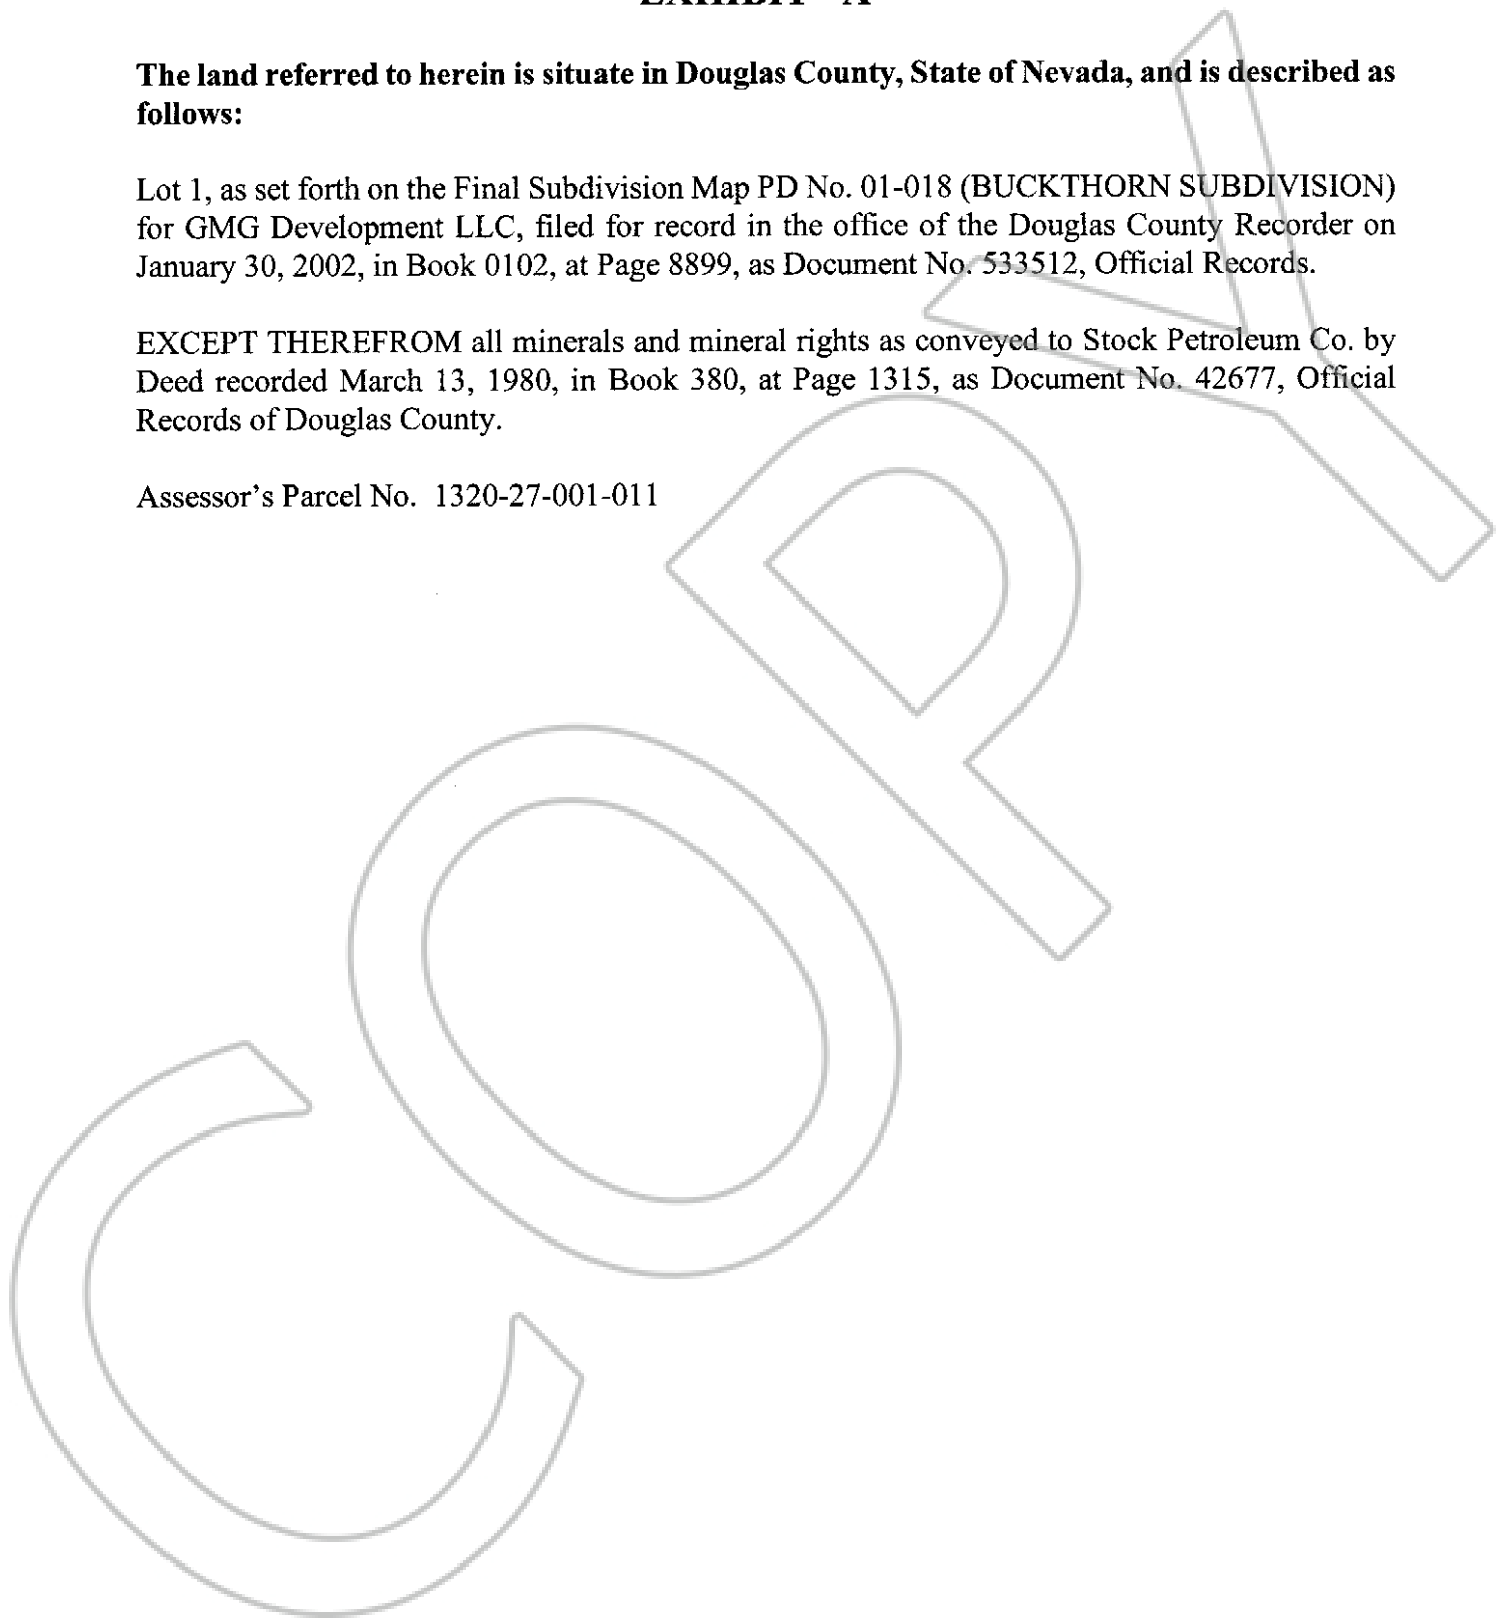 EXHIBIT "A"
The land referred to herein is situate in Douglas County, State of Nevada, and is described as
follows:
Lot 1, as set forth on the Final Subdivision Map PD No. 01-018 (BUCKTHORN SUBDIVISION)
for GMG Development LLC, filed for record in the office of the Douglas County Recorder on
January 30, 2002, in Book 0102, at Page 8899, as Document No. 533512, Official Records.
EXCEPT THEREFROM all minerals and mineral rights as conveyed to Stock Petroleum Co. by
Deed recorded March 13, 1980, in Book 380, at Page 1315, as Document No. 42677, Official
Records of Douglas County.
Assessor's Parcel No. 1320-27-001-011
COPY